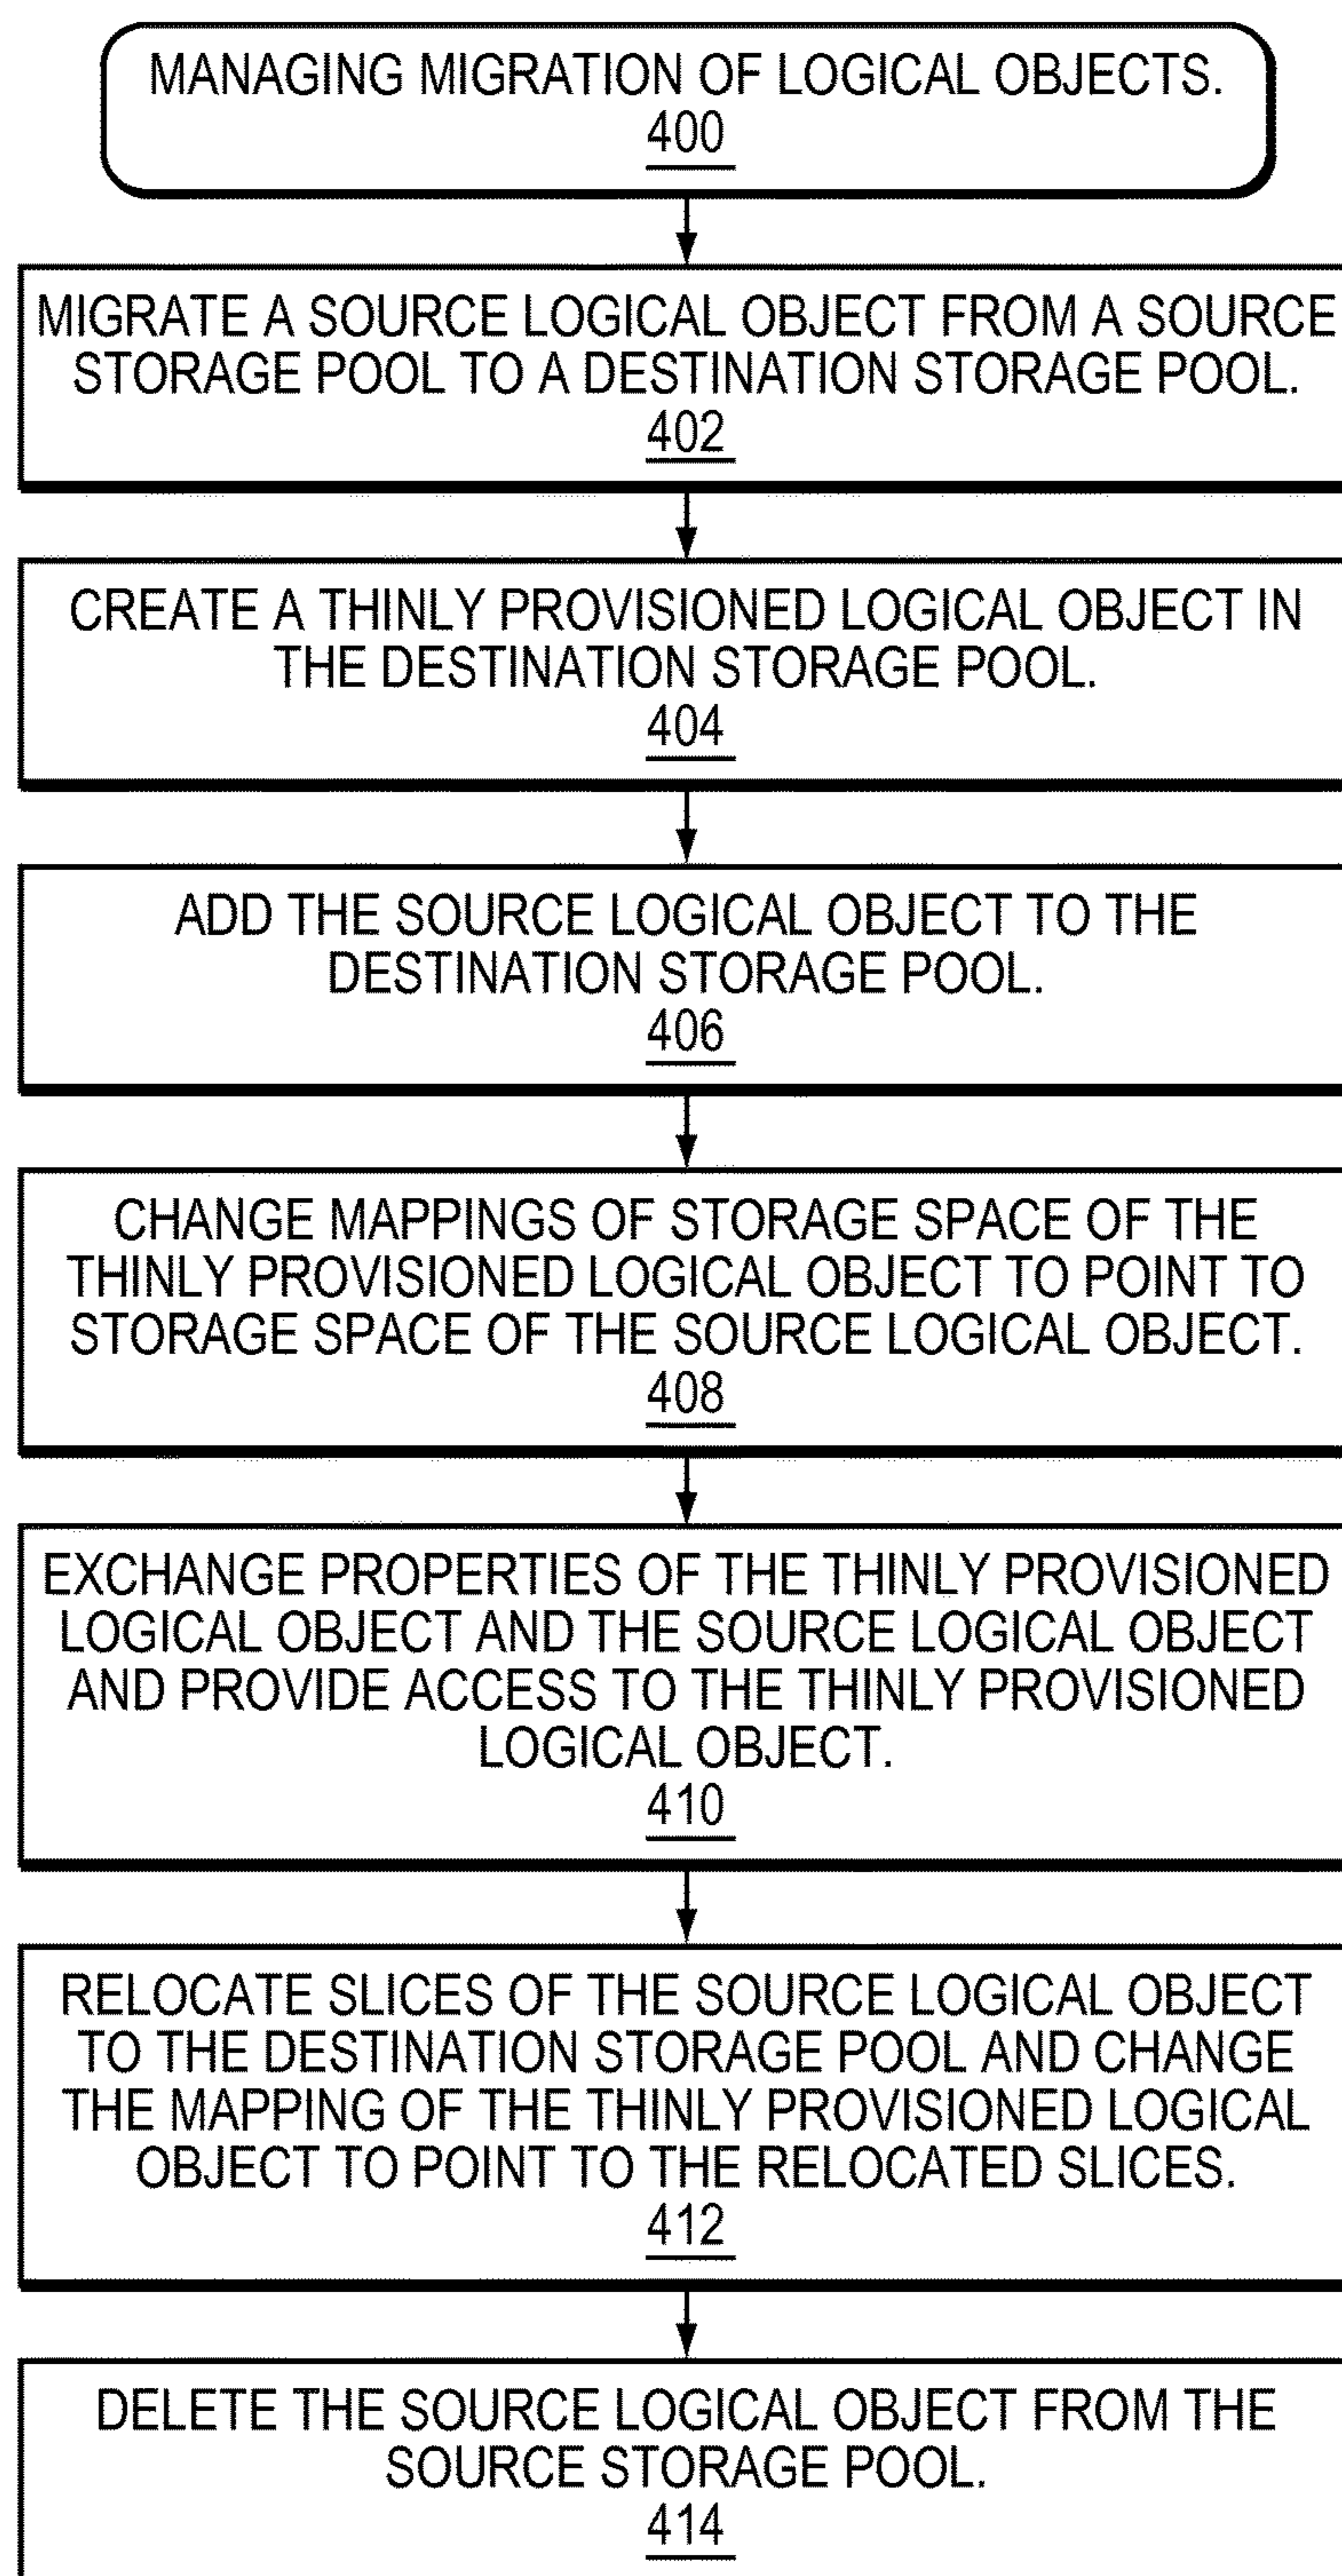 MANAGING MIGRATION OF LOGICAL OBJECTS.
400
MIGRATE A SOURCE LOGICAL OBJECT FROM A SOURCE
STORAGE POOL TO A DESTINATION STORAGE POOL.
402
CREATE A THINLY PROVISIONED LOGICAL OBJECT IN
THE DESTINATION STORAGE POOL.
404
ADD THE SOURCE LOGICAL OBJECT TO THE
DESTINATION STORAGE POOL.
406
CHANGE MAPPINGS OF STORAGE SPACE OF THE
THINLY PROVISIONED LOGICAL OBJECT TO POINT TO
STORAGE SPACE OF THE SOURCE LOGICAL OBJECT.
408
EXCHANGE PROPERTIES OF THE THINLY PROVISIONED
LOGICAL OBJECT AND THE SOURCE LOGICAL OBJECT
AND PROVIDE ACCESS TO THE THINLY PROVISIONED
LOGICAL OBJECT.
410
RELOCATE SLICES OF THE SOURCE LOGICAL OBJECT
TO THE DESTINATION STORAGE POOL AND CHANGE
THE MAPPING OF THE THINLY PROVISIONED LOGICAL
OBJECT TO POINT TO THE RELOCATED SLICES.
412
DELETE THE SOURCE LOGICAL OBJECT FROM THE
SOURCE STORAGE POOL.
414